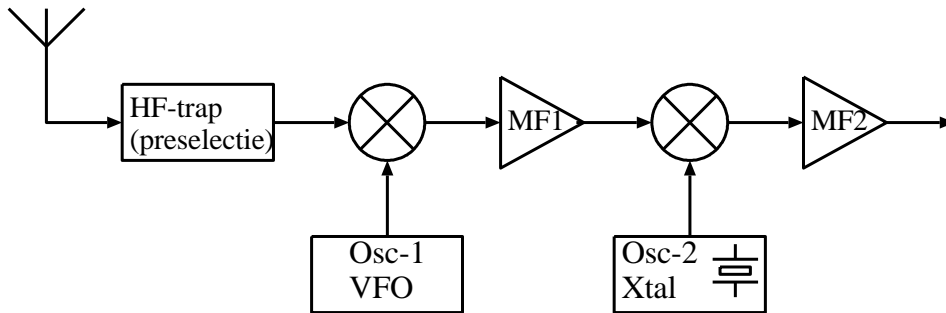 HF-trap
(preselectie)
MF1
MF2
Osc-1
VFO
Osc-2
Xtal